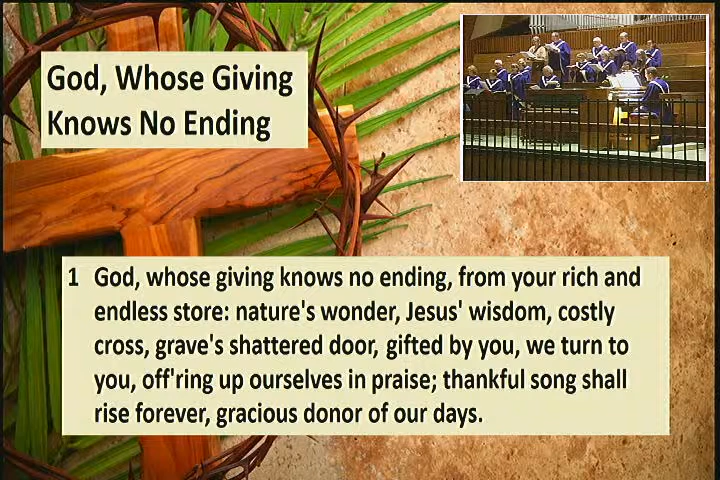 God, Whose Giving
Knows No Ending
1 God, whose giving knows no ending, from your rich and
endless store: nature's wonder, Jesus' wisdom, costly
cross, grave's shattered door, gifted by you, we turn to
you, off'ring up ourselves in praise; thankful song shall
rise forever, gracious donor of our days.